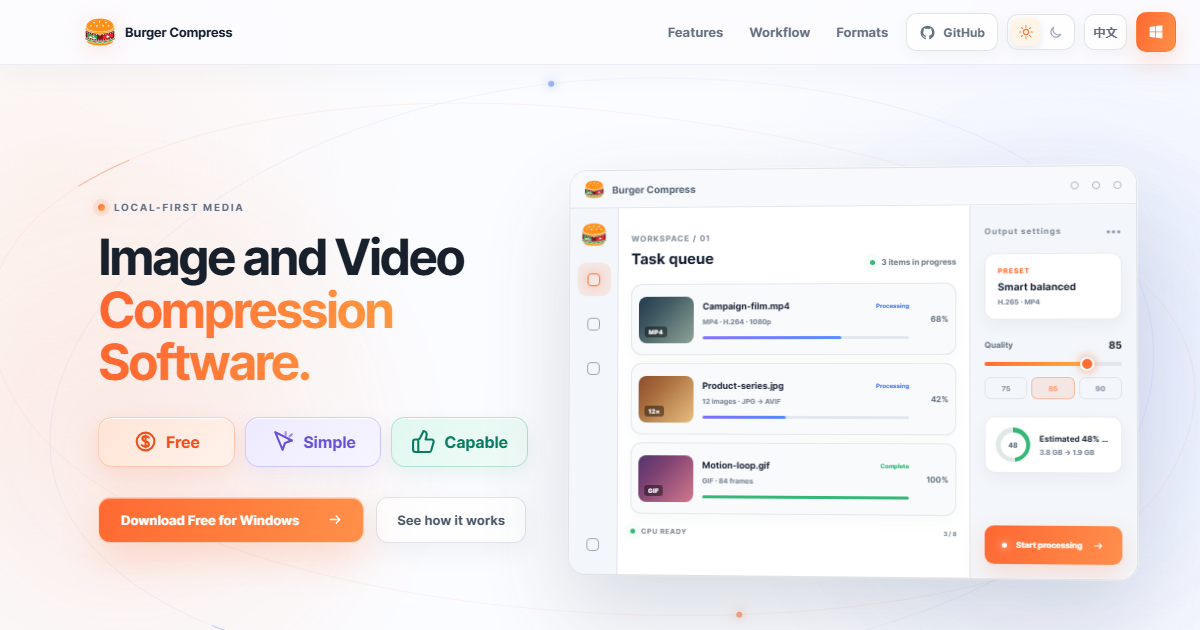 Burger Compress
Features
Workflow
Formats
GitHub
中文
LOCAL-FIRST MEDIA
Image and Video
Compression
Software.
Free
Simple
Capable
Download Free for Windows →
See how it works
Burger Compress
WORKSPACE / 01
Task queue
3 items in progress
Campaign-film.mp4
Processing
MP4 · H.264 · 1080p
68%
MP4
Product-series.jpg
Processing
12 images · JPG → AVIF
42%
12×
Motion-loop.gif
Complete
GIF · 84 frames
100%
GIF
CPU READY
3/8
Output settings
PRESET
Smart balanced
H.265 · MP4
Quality
85
75
85
90
48
Estimated 48% ...
3.8 GB → 1.9 GB
Start processing →